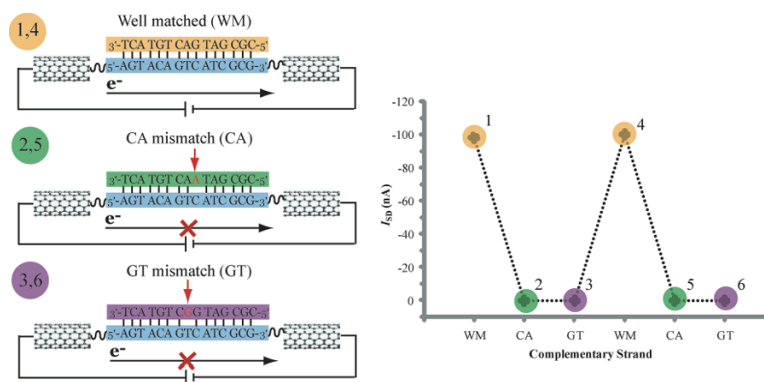 1,4
Well matched (WM)
3'-TCA TGT CAG TAG CGC-5'
5'-AGT ACA GTC ATC GCG-3'
e-
2,5
CA mismatch (CA)
3'-TCA TGT CAA TAG CGC-5'
5'-AGT ACA GTC ATC GCG-3'
e-
3,6
GT mismatch (GT)
3'-TCA TGT CGG TAG CGC-5'
5'-AGT ACA GTC ATC GCG-3'
e-
ISD (nA)
-120
-100
-80
-60
-40
-20
0
1
2
3
4
5
6
WM CA GT WM CA GT
Complementary Strand